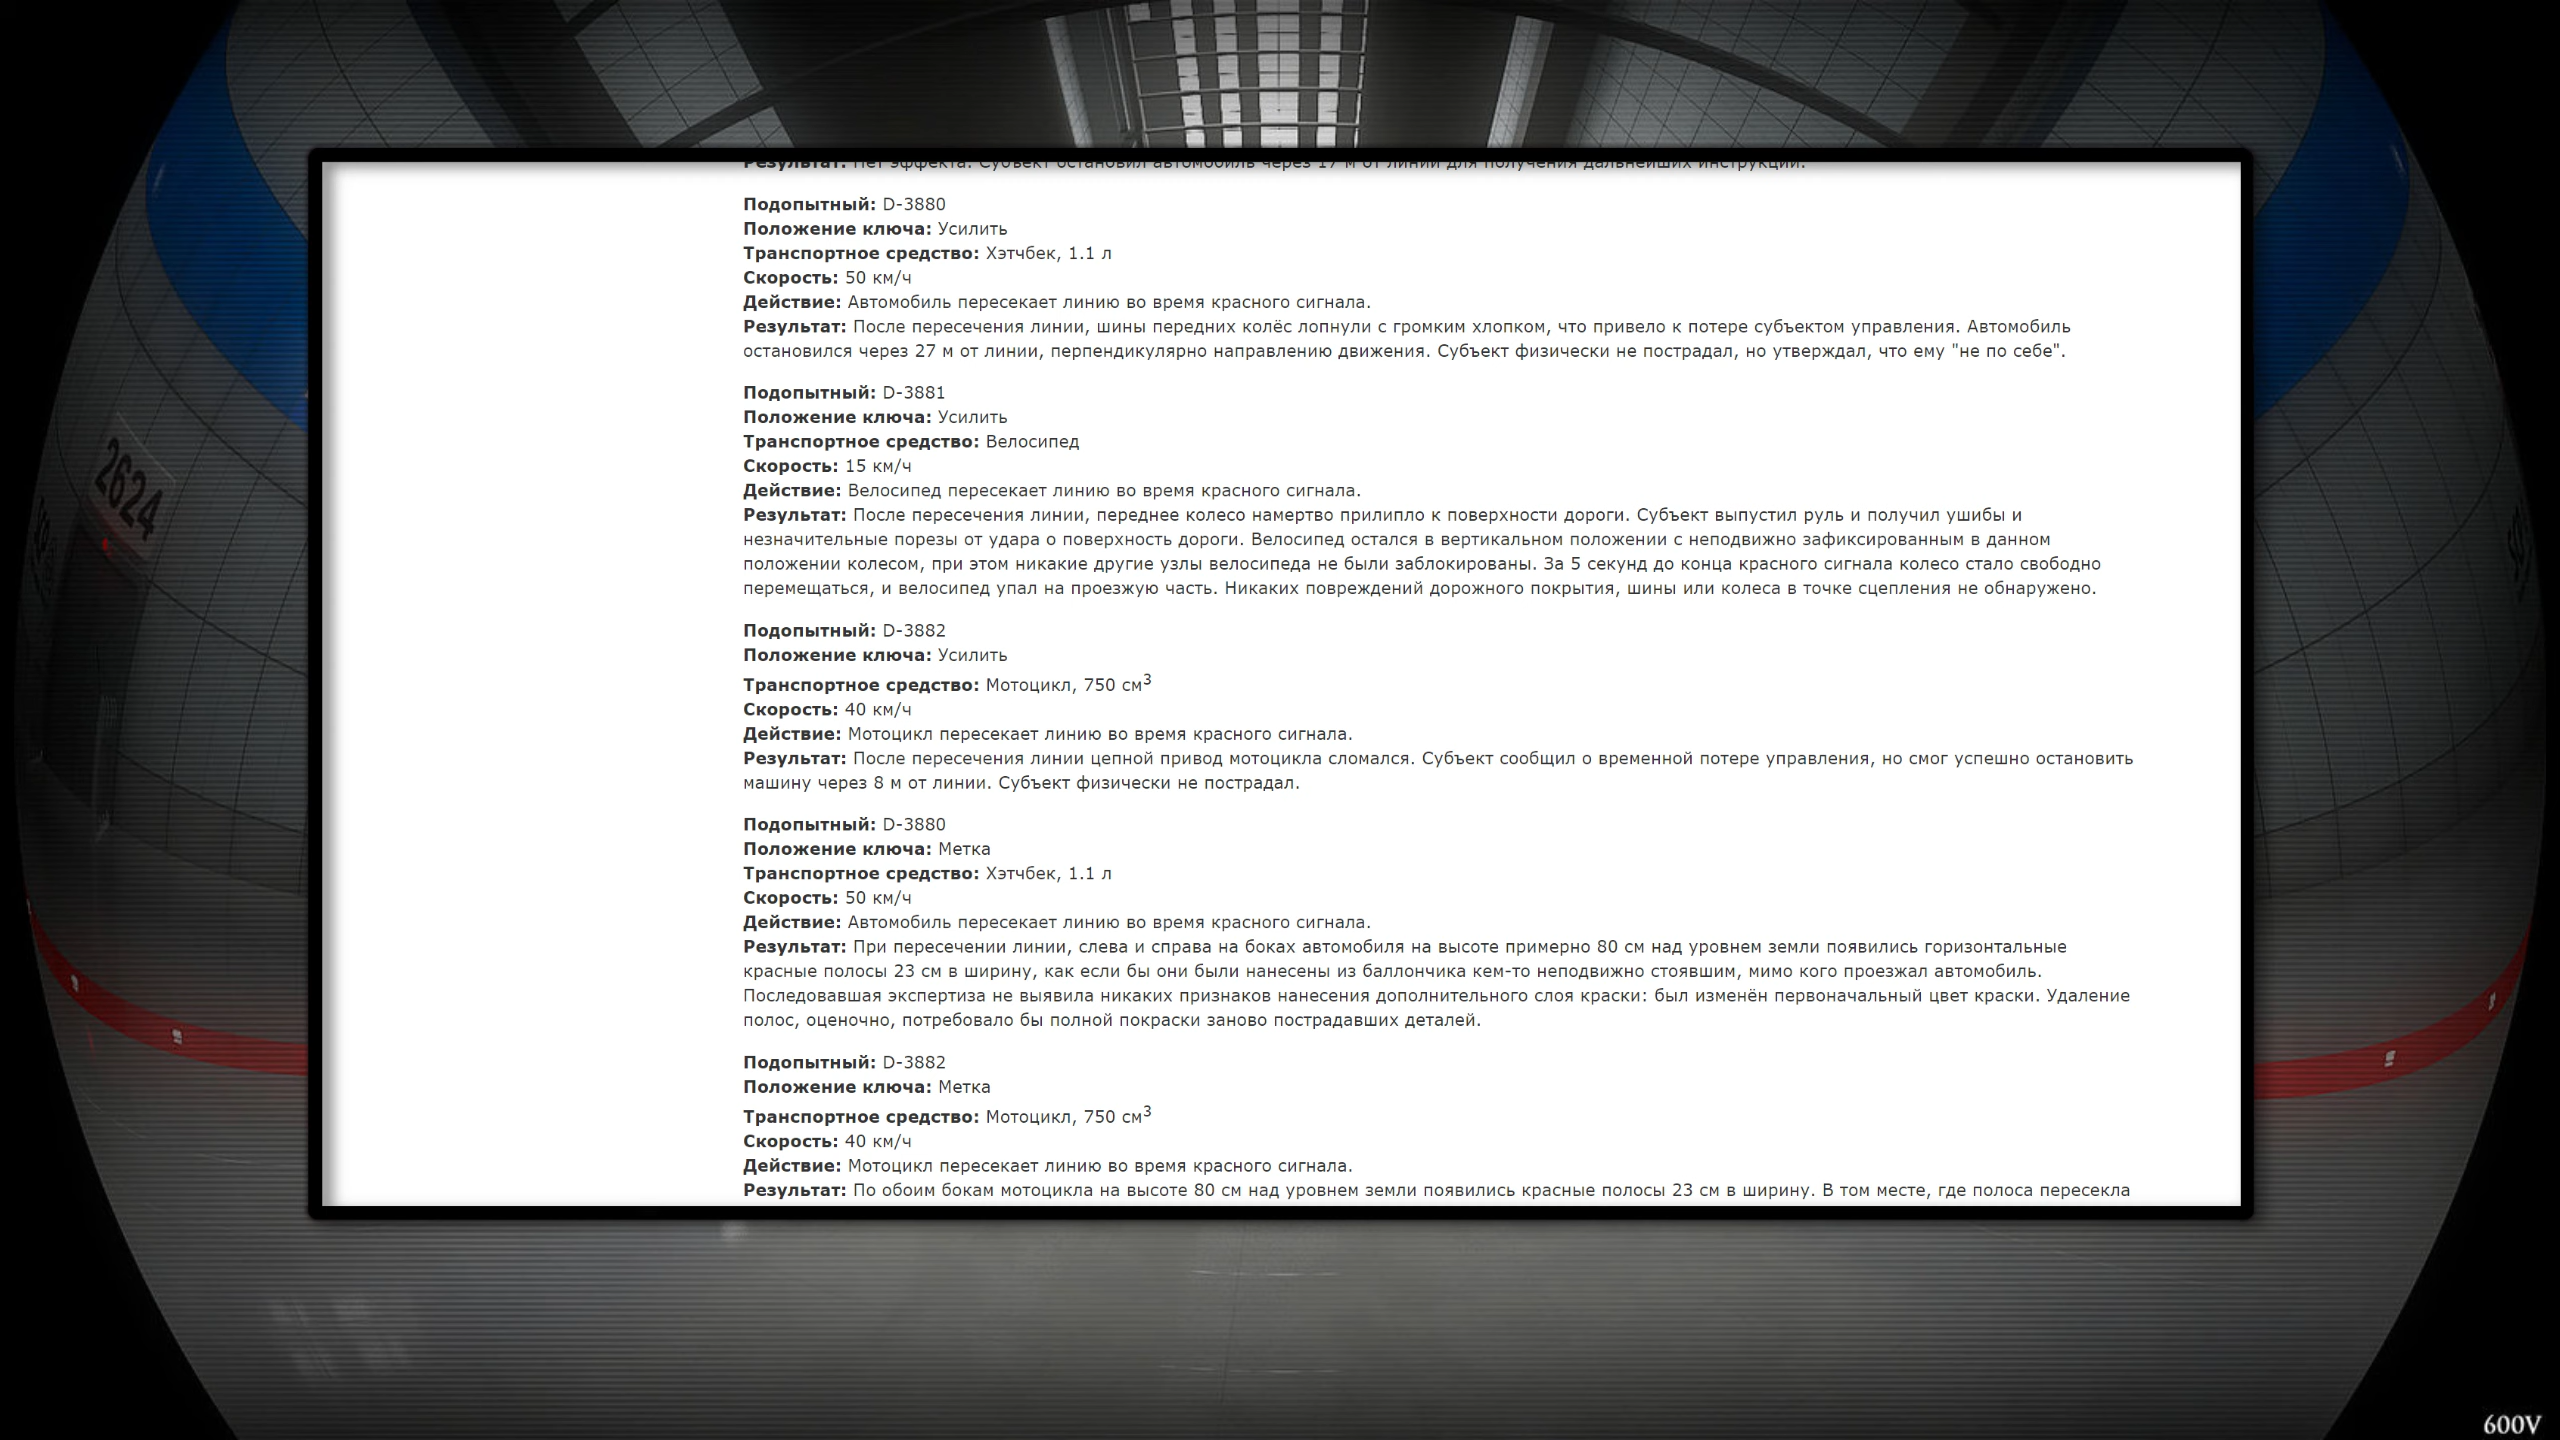 Результат: Нет эффекта. Субъект остановил автомобиль через 17 м от линии для получения дальнейших инструкций.
Подопытный: D-3880
Положение ключа: Усилить
Транспортное средство: Хэтчбек, 1.1 л
Скорость: 50 км/ч
Действие: Автомобиль пересекает линию во время красного сигнала.
Результат: После пересечения линии, шины передних колёс лопнули с громким хлопком, что привело к потере субъектом управления. Автомобиль
остановился через 27 м от линии, перпендикулярно направлению движения. Субъект физически не пострадал, но утверждал, что ему "не по себе".
Подопытный: D-3881
Положение ключа: Усилить
Транспортное средство: Велосипед
Скорость: 15 км/ч
Действие: Велосипед пересекает линию во время красного сигнала.
Результат: После пересечения линии, переднее колесо намертво прилипло к поверхности дороги. Субъект выпустил руль и получил ушибы и
незначительные порезы от удара о поверхность дороги. Велосипед остался в вертикальном положении с неподвижно зафиксированным в данном
положении колесом, при этом никакие другие узлы велосипеда не были заблокированы. За 5 секунд до конца красного сигнала колесо стало свободно
перемещаться, и велосипед упал на проезжую часть. Никаких повреждений дорожного покрытия, шины или колеса в точке сцепления не обнаружено.
Подопытный: D-3882
Положение ключа: Усилить
Транспортное средство: Мотоцикл, 750 см³
Скорость: 40 км/ч
Действие: Мотоцикл пересекает линию во время красного сигнала.
Результат: После пересечения линии цепной привод мотоцикла сломался. Субъект сообщил о временной потере управления, но смог успешно остановить
машину через 8 м от линии. Субъект физически не пострадал.
Подопытный: D-3880
Положение ключа: Метка
Транспортное средство: Хэтчбек, 1.1 л
Скорость: 50 км/ч
Действие: Автомобиль пересекает линию во время красного сигнала.
Результат: При пересечении линии, слева и справа на боках автомобиля на высоте примерно 80 см над уровнем земли появились горизонтальные
красные полосы 23 см в ширину, как если бы они были нанесены из баллончика кем-то неподвижно стоявшим, мимо кого проезжал автомобиль.
Последовавшая экспертиза не выявила никаких признаков нанесения дополнительного слоя краски: был изменён первоначальный цвет краски. Удаление
полос, оценочно, потребовало бы полной покраски заново пострадавших деталей.
Подопытный: D-3882
Положение ключа: Метка
Транспортное средство: Мотоцикл, 750 см³
Скорость: 40 км/ч
Действие: Мотоцикл пересекает линию во время красного сигнала.
Результат: По обоим бокам мотоцикла на высоте 80 см над уровнем земли появились красные полосы 23 см в ширину. В том месте, где полоса пересекла
2624
600V